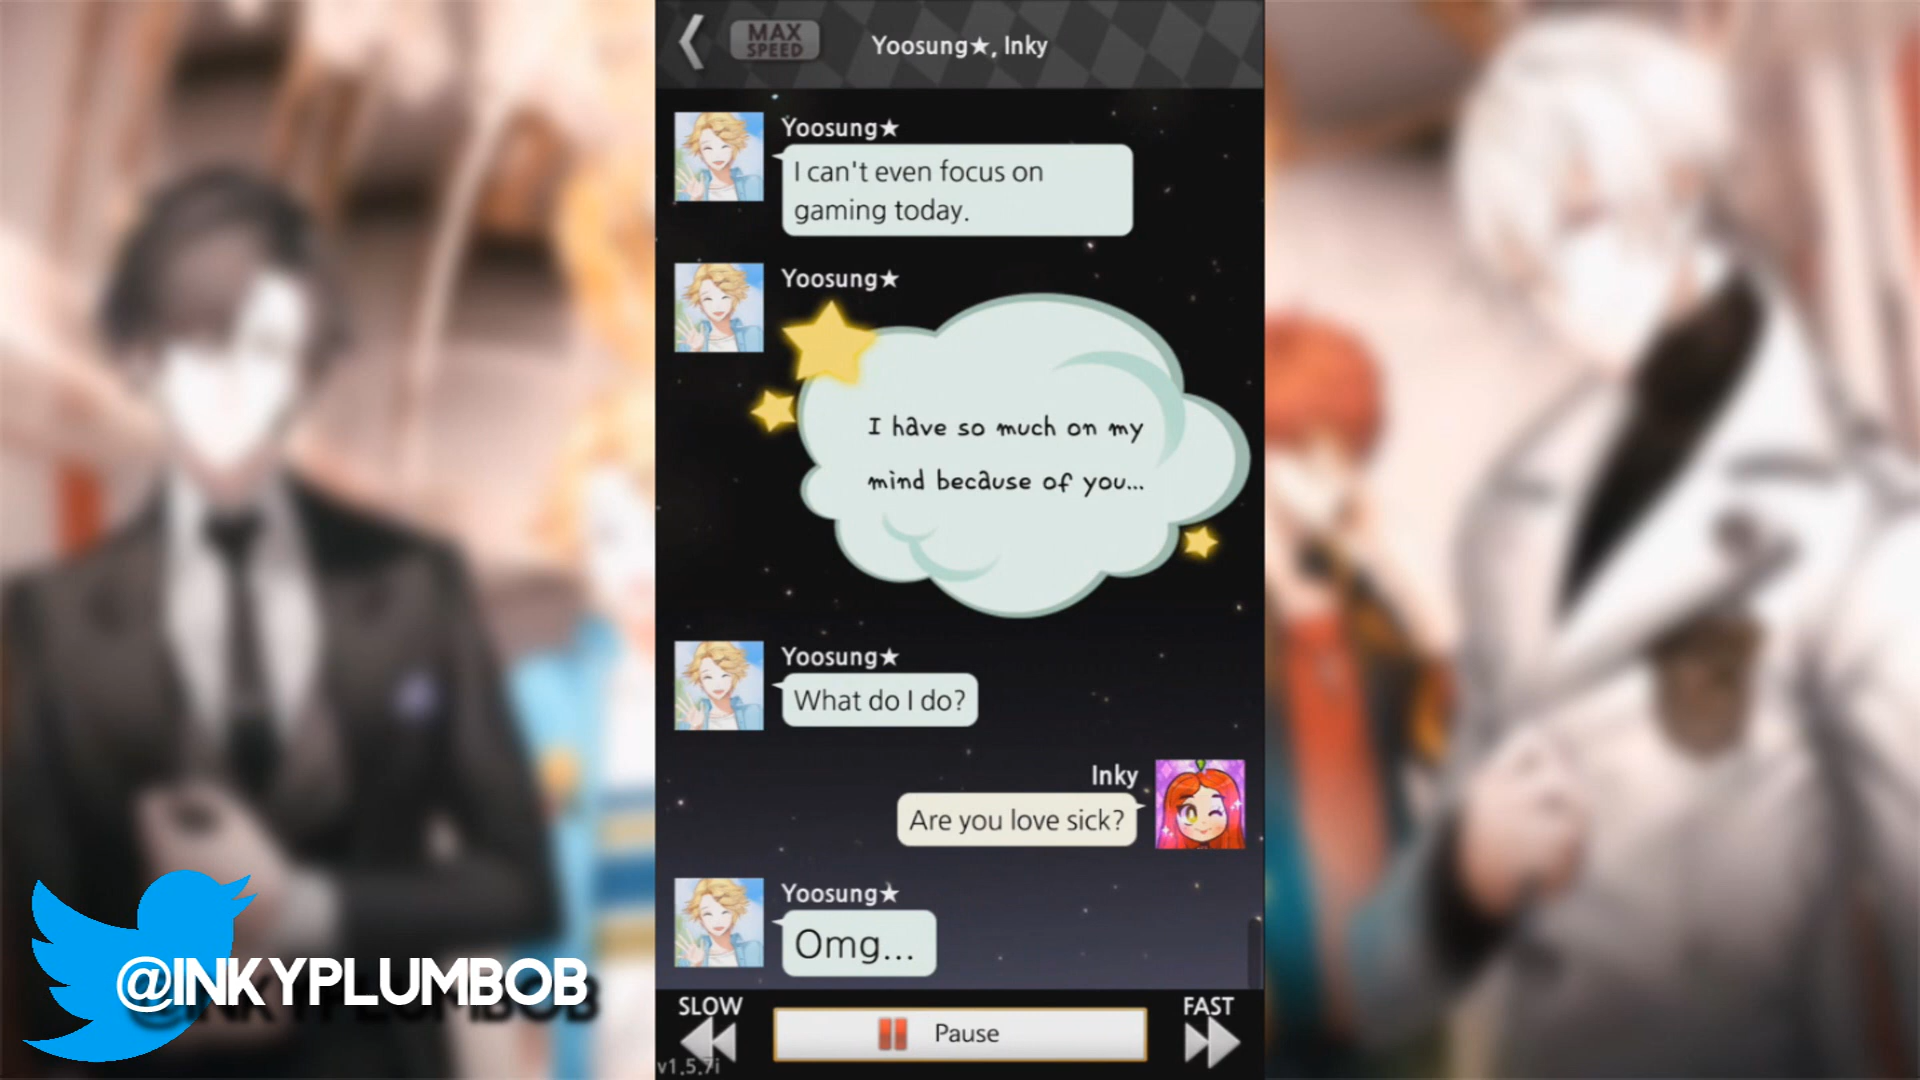 MAX
SPEED
Yoosung★, Inky
Yoosung★
I can't even focus on
gaming today.
Yoosung★
I have so much on my
mind because of you...
Yoosung★
What do I do?
Inky
Are you love sick?
Yoosung★
Omg...
SLOW
Pause
FAST
v1.5.7i
@INKYPLUMBOB